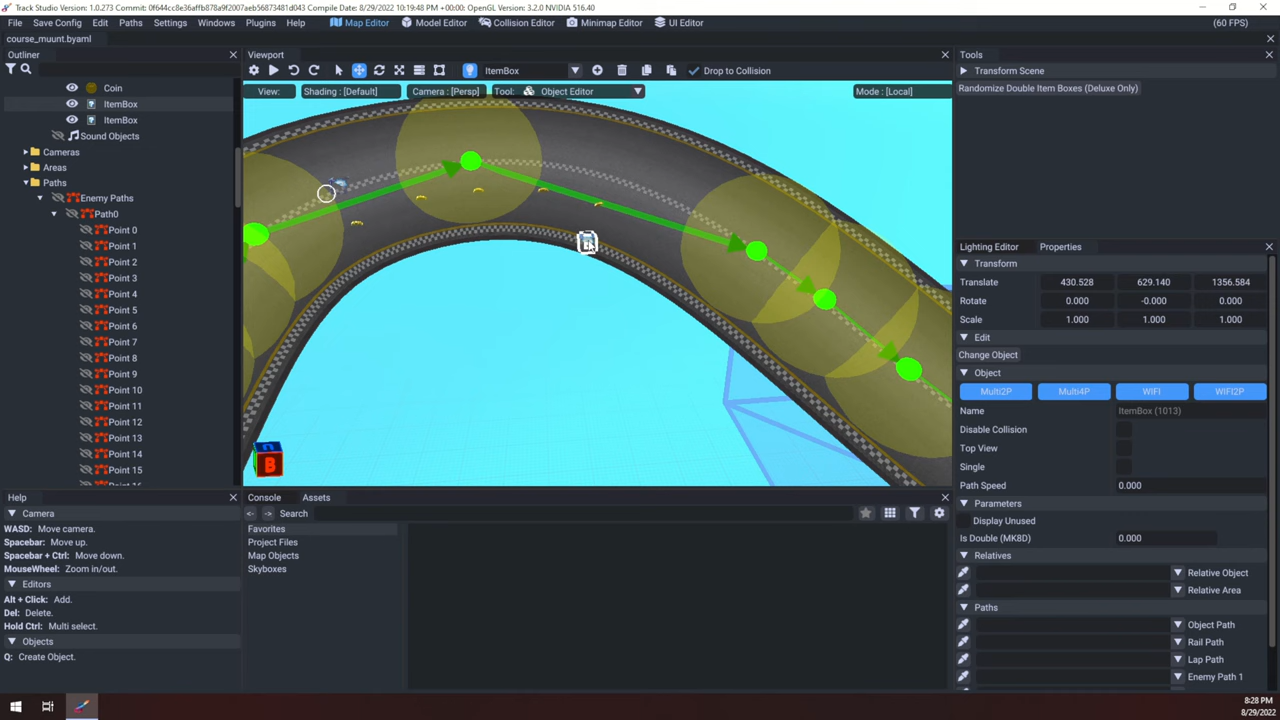 Track Studio Version: 1.0.273 Commit: 0f644cc8e36affb878a9f2007aeb56873481d043 Compile Date: 8/29/2022 10:19:48 PM +00:00: OpenGL Version: 3.2.0 NVIDIA 516.40
File Save Config Edit Paths Settings Windows Plugins Help Map Editor Model Editor Collision Editor Minimap Editor UI Editor (60 FPS)
course_muunt.byaml
Outliner
Coin
ItemBox
ItemBox
Sound Objects
Cameras
Areas
Paths
Enemy Paths
Path0
Point 0
Point 1
Point 2
Point 3
Point 4
Point 5
Point 6
Point 7
Point 8
Point 9
Point 10
Point 11
Point 12
Point 13
Point 14
Point 15
Viewport
ItemBox Drop to Collision
View: Shading : [Default] Camera : [Persp] Tool: Object Editor Mode : [Local]
B
Tools
Transform Scene
Randomize Double Item Boxes (Deluxe Only)
Lighting Editor Properties
Transform
Translate 430.528 629.140 1356.584
Rotate 0.000 -0.000 0.000
Scale 1.000 1.000 1.000
Edit
Change Object
Object
Multi2P Multi4P WIFI WIFI2P
Name ItemBox (1013)
Disable Collision
Top View
Single
Path Speed 0.000
Parameters
Display Unused
Is Double (MK8D) 0.000
Relatives
Relative Object
Relative Area
Paths
Object Path
Rail Path
Lap Path
Enemy Path 1
Help
Camera
WASD: Move camera.
Spacebar: Move up.
Spacebar + Ctrl: Move down.
MouseWheel: Zoom in/out.
Editors
Alt + Click: Add.
Del: Delete.
Hold Ctrl: Multi select.
Objects
Q: Create Object.
Console Assets
<- -> Search
Favorites
Project Files
Map Objects
Skyboxes
8:28 PM
8/29/2022